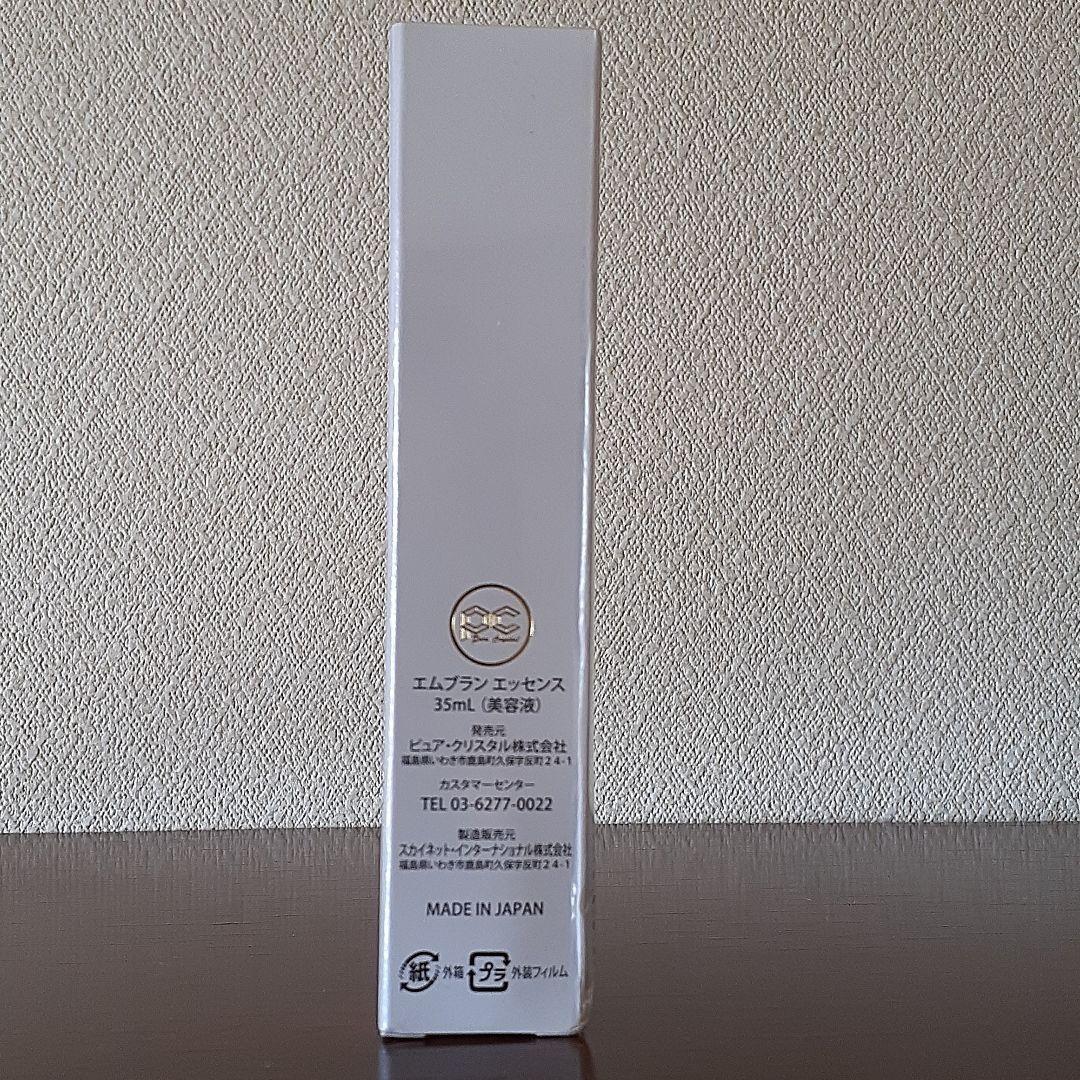 PC
Pure Crystal
エムブラン エッセンス
35mL（美容液）
発売元
ピュア・クリスタル株式会社
福島県いわき市鹿島町久保字反町２４-１
カスタマーセンター
TEL 03-6277-0022
製造販売元
スカイネット・インターナショナル株式会社
福島県いわき市鹿島町久保字反町２４-１
MADE IN JAPAN
紙 外箱 プラ 外装フィルム